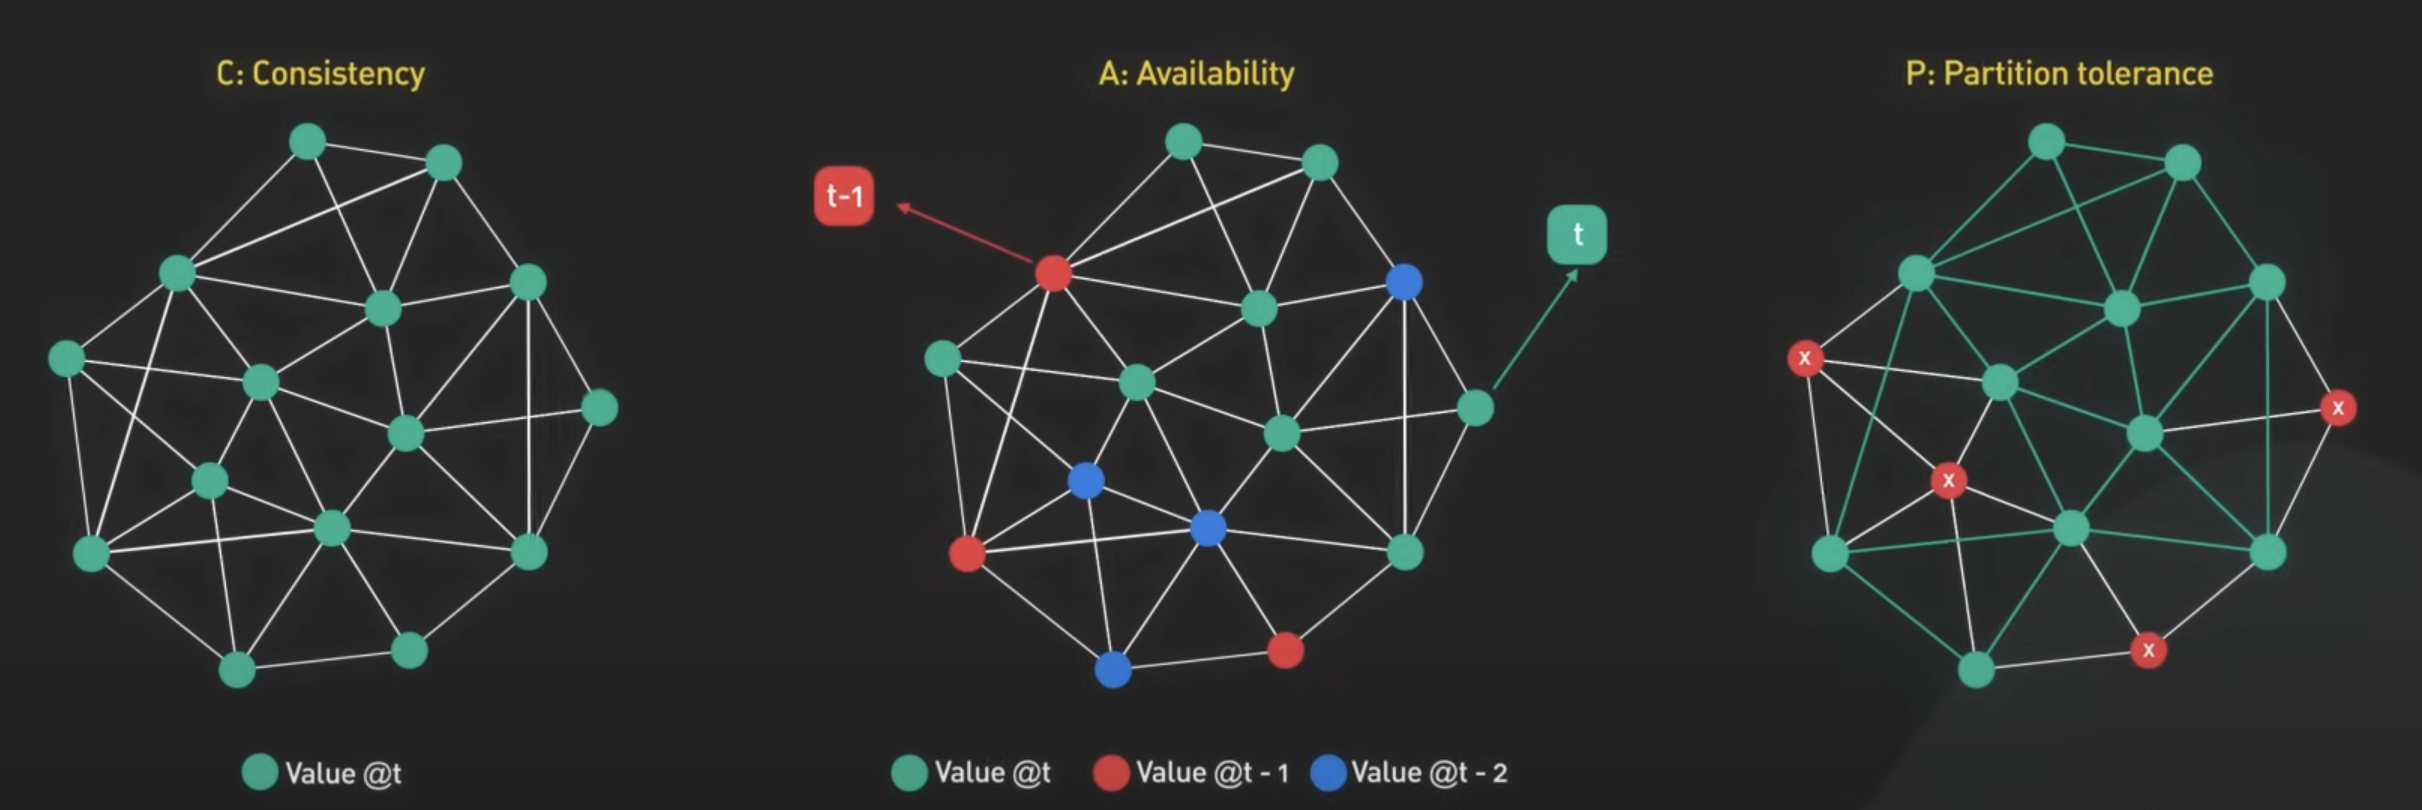 C: Consistency
Value @t
A: Availability
t-1
t
Value @t
Value @t - 1
Value @t - 2
P: Partition tolerance
x
x
x
x